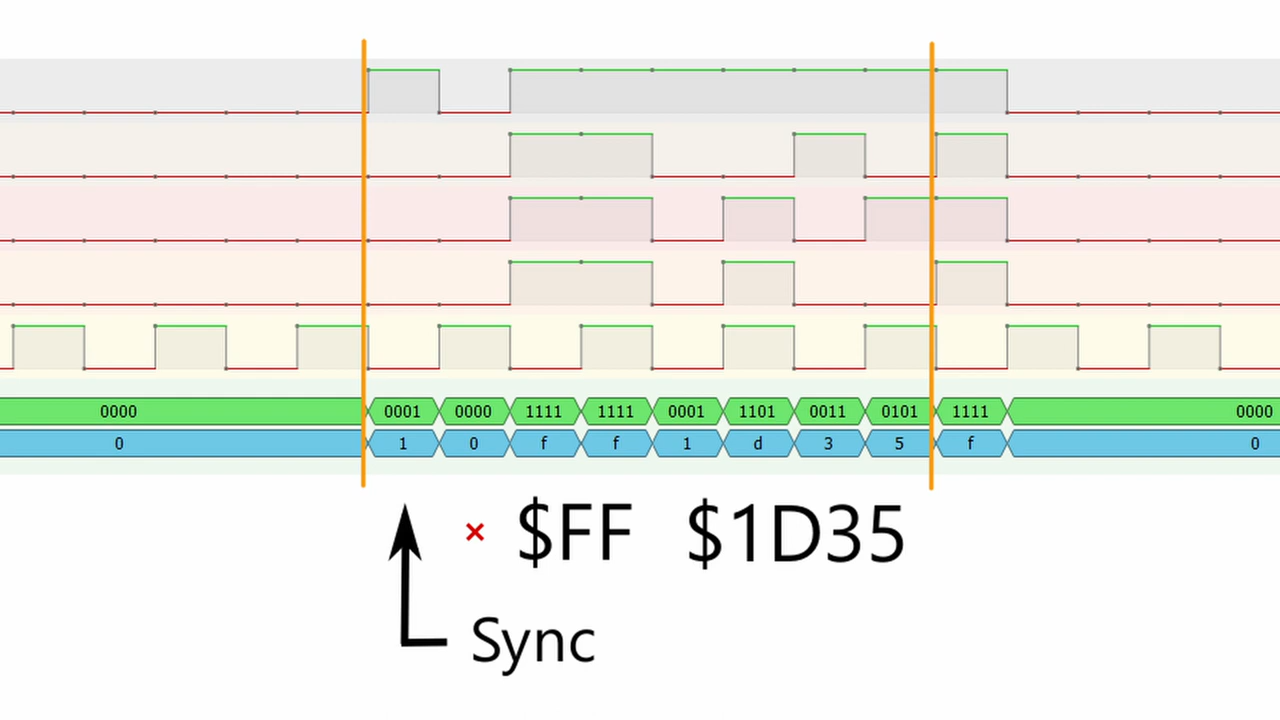 0000 0001 0000 1111 1111 0001 1101 0011 0101 1111 0000
0 1 0 f f 1 d 3 5 f 0
× $FF $1D35
Sync